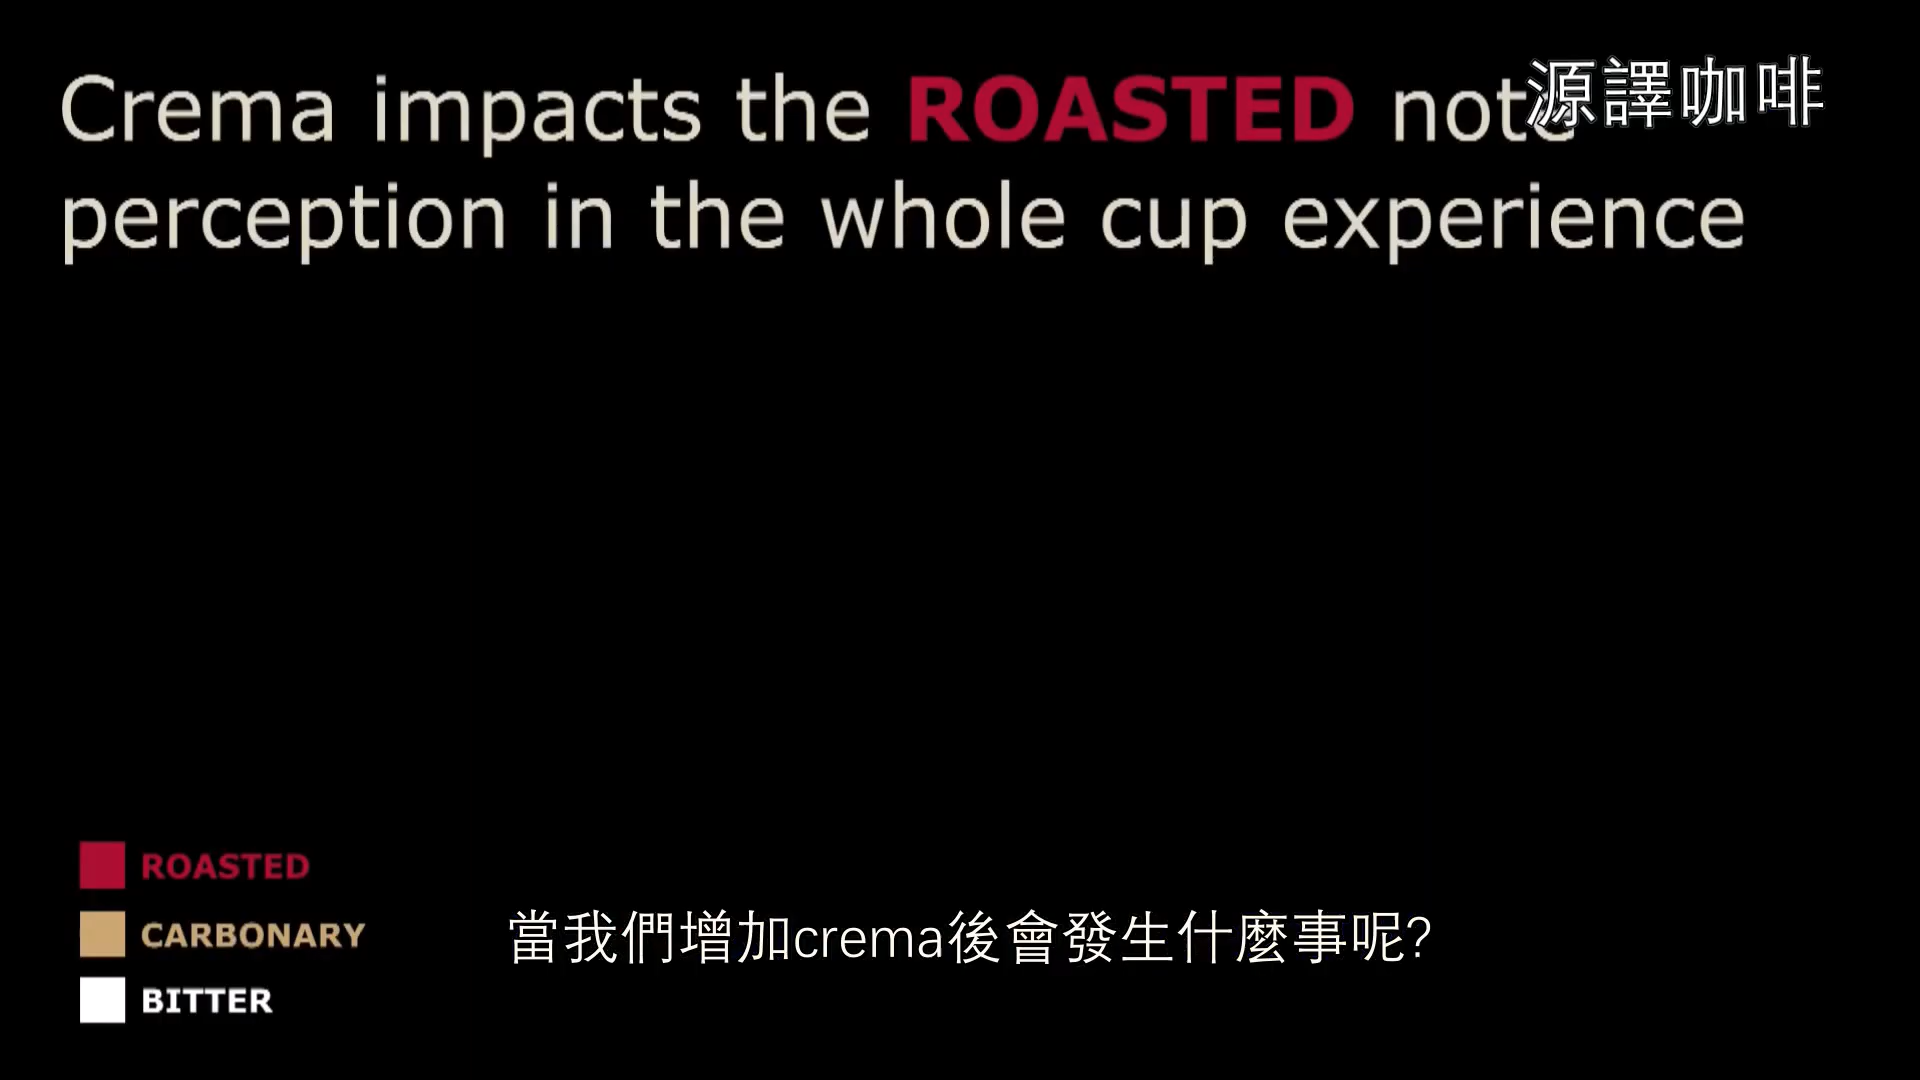 Crema impacts the ROASTED note
源譯咖啡
perception in the whole cup experience
ROASTED
CARBONARY
BITTER
當我們增加crema後會發生什麼事呢?